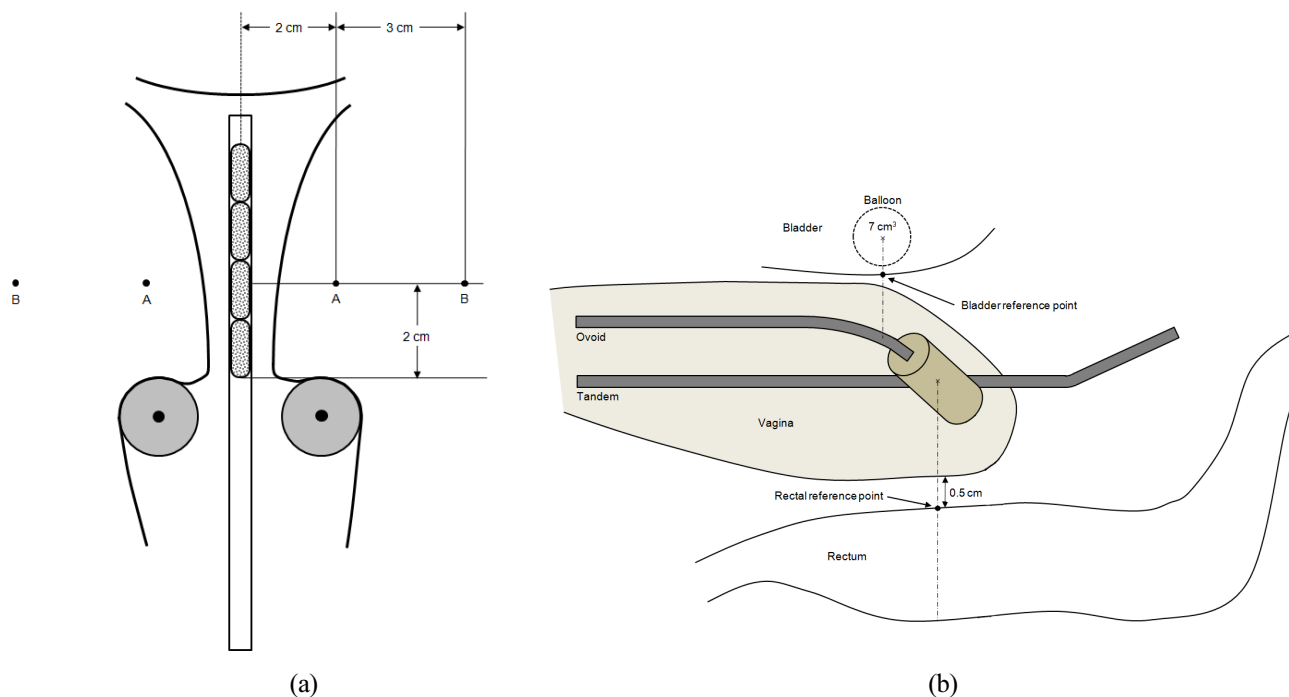 2 cm
3 cm
B
A
A
B
2 cm
(a)
Balloon
Bladder
7 cm³
Bladder reference point
Ovoid
Tandem
Vagina
0.5 cm
Rectal reference point
Rectum
(b)